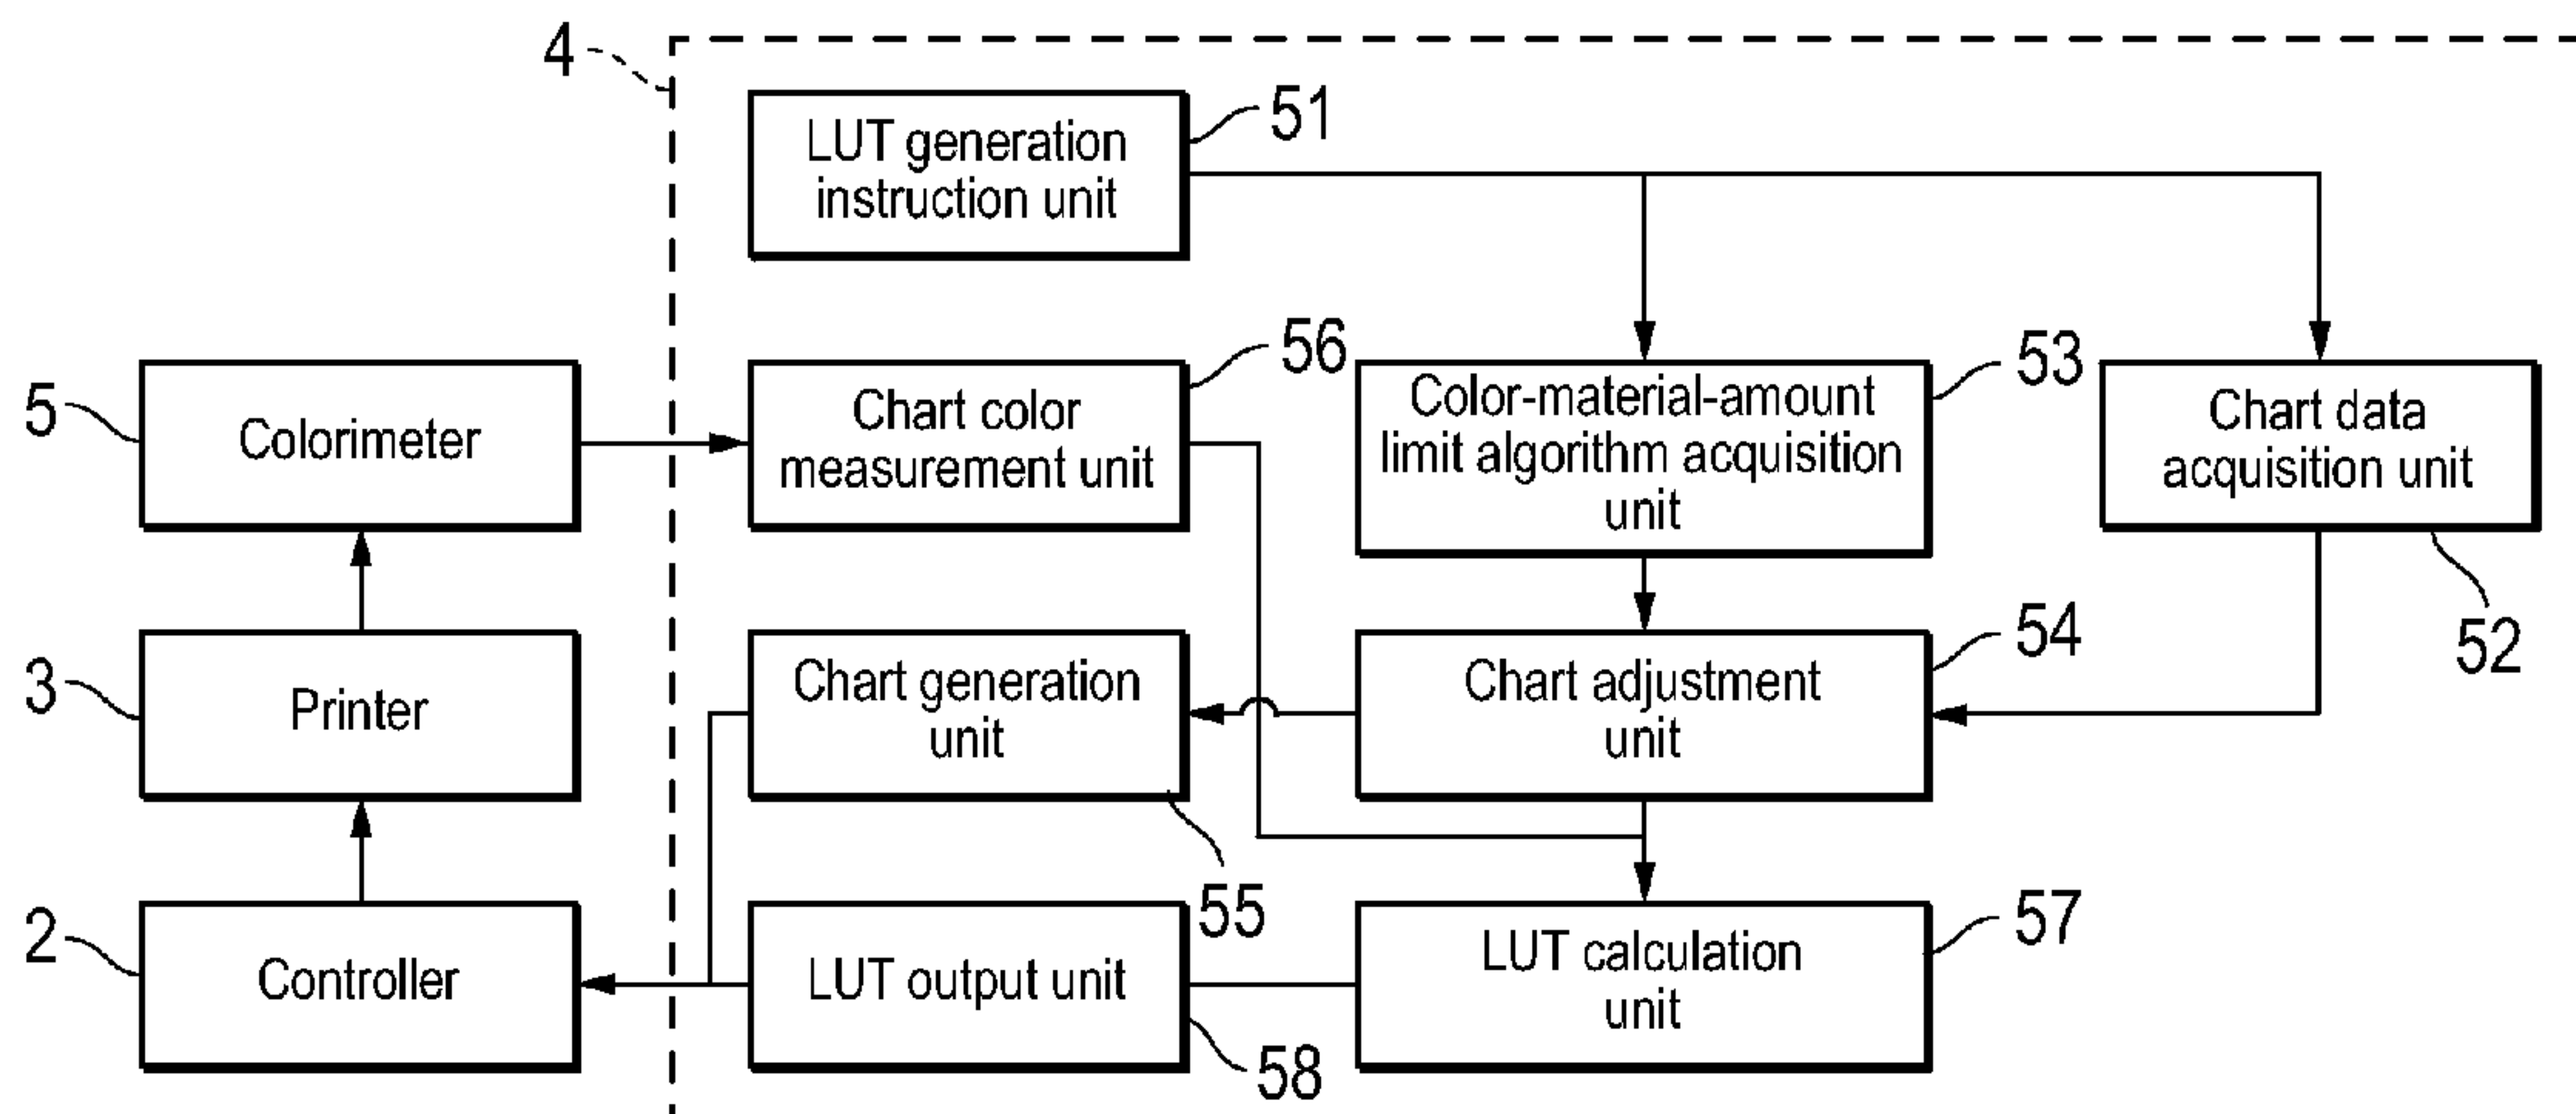 4
LUT generation
instruction unit
51
5
Colorimeter
Chart color
measurement unit
56
Color-material-amount
limit algorithm acquisition
unit
53
Chart data
acquisition unit
52
3
Printer
Chart generation
unit
55
Chart adjustment
unit
54
2
Controller
LUT output unit
58
LUT calculation
unit
57